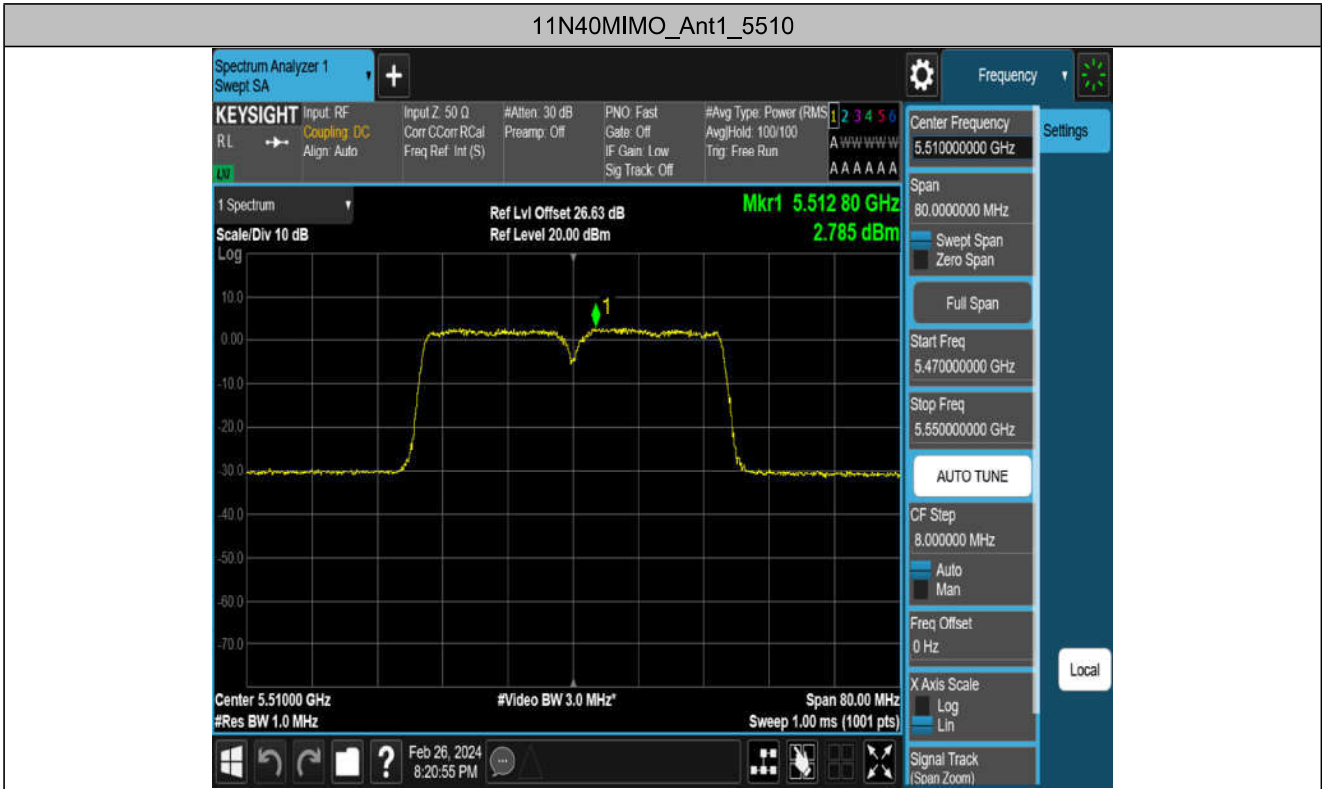 11N40MIMO_Ant1_5510
Spectrum Analyzer 1
Swept SA
Frequency
KEYSIGHT
RL
LXI
Input: RF
Coupling: DC
Align: Auto
Input Z: 50 Ω
Corr CCorr RCal
Freq Ref: Int (S)
#Atten: 30 dB
Preamp: Off
PNO: Fast
Gate: Off
IF Gain: Low
Sig Track: Off
#Avg Type: Power (RMS
Avg|Hold: 100/100
Trig: Free Run
1 2 3 4 5 6
A W W W W W
A A A A A A
1 Spectrum
Scale/Div 10 dB
Log
Ref Lvl Offset 26.63 dB
Ref Level 20.00 dBm
Mkr1 5.512 80 GHz
2.785 dBm
1
10.0
0.00
-10.0
-20.0
-30.0
-40.0
-50.0
-60.0
-70.0
Center 5.51000 GHz
#Video BW 3.0 MHz*
Span 80.00 MHz
#Res BW 1.0 MHz
Sweep 1.00 ms (1001 pts)
Feb 26, 2024
8:20:55 PM
Center Frequency
5.510000000 GHz
Settings
Span
80.0000000 MHz
Swept Span
Zero Span
Full Span
Start Freq
5.470000000 GHz
Stop Freq
5.550000000 GHz
AUTO TUNE
CF Step
8.000000 MHz
Auto
Man
Freq Offset
0 Hz
X Axis Scale
Log
Lin
Local
Signal Track
(Span Zoom)